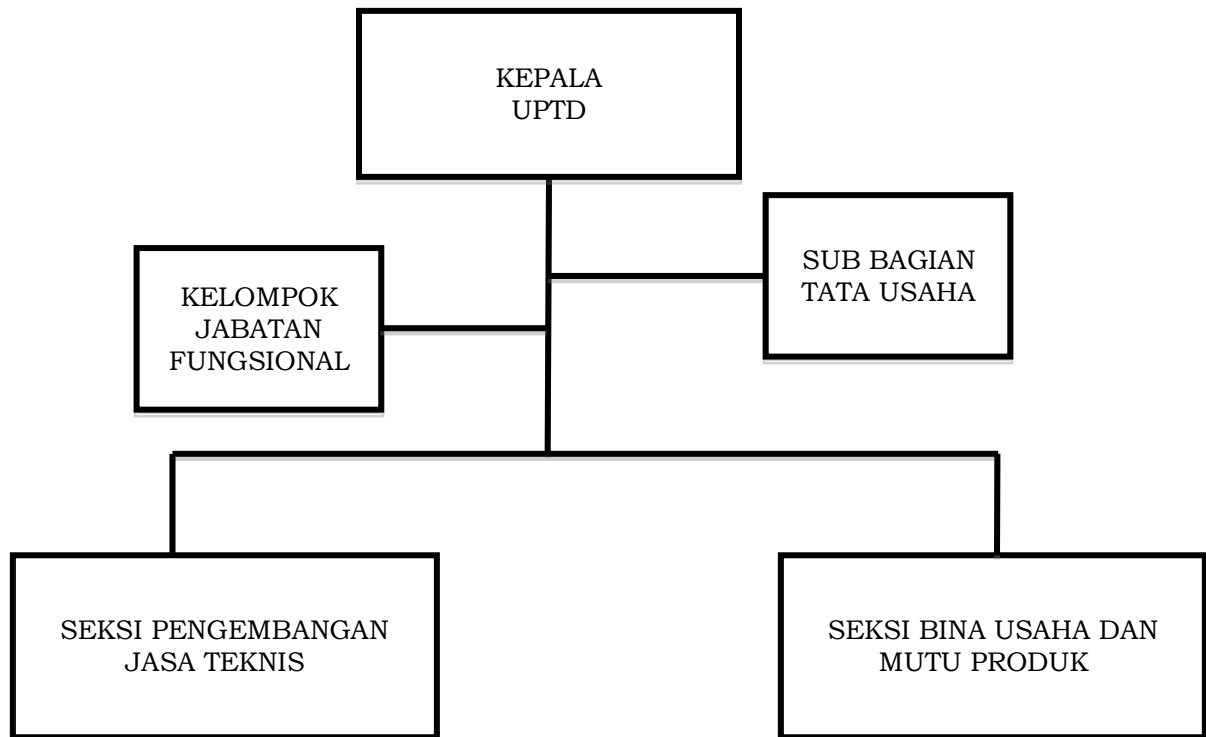 KEPALA
UPTD
SUB BAGIAN
TATA USAHA
KELOMPOK
JABATAN
FUNGSIONAL
SEKSI PENGEMBANGAN
JASA TEKNIS
SEKSI BINA USAHA DAN
MUTU PRODUK